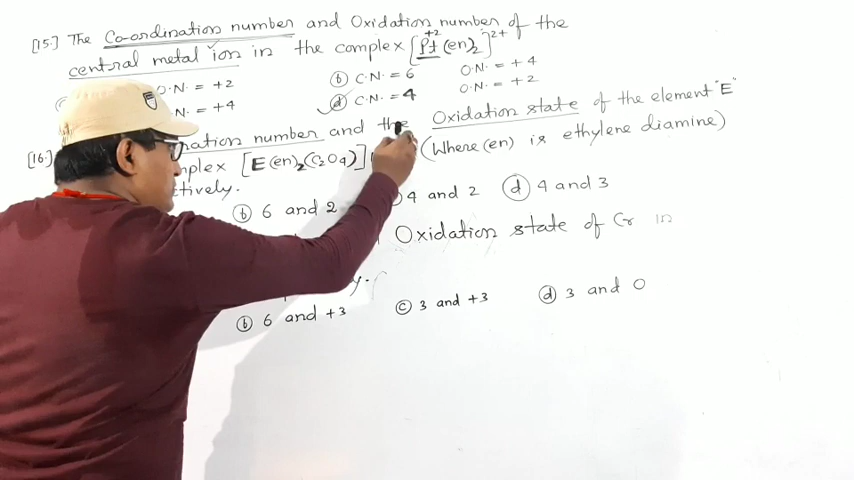 [15.] The Co-ordination number and Oxidation number of the
central metal ion in the complex [Pt(en)2]2+
+2
O.N. = +2 (b) C.N. = 6 O.N. = +4
N. = +4 (d) C.N. = 4 O.N. = +2
[16.] nation number and the Oxidation state of the element "E"
mplex [E(en)2(C2O4)] (Where (en) is ethylene diamine)
tively.
(b) 6 and 2 4 and 2 (d) 4 and 3
Oxidation state of Cr in
y.
(b) 6 and +3 (c) 3 and +3 (d) 3 and 0